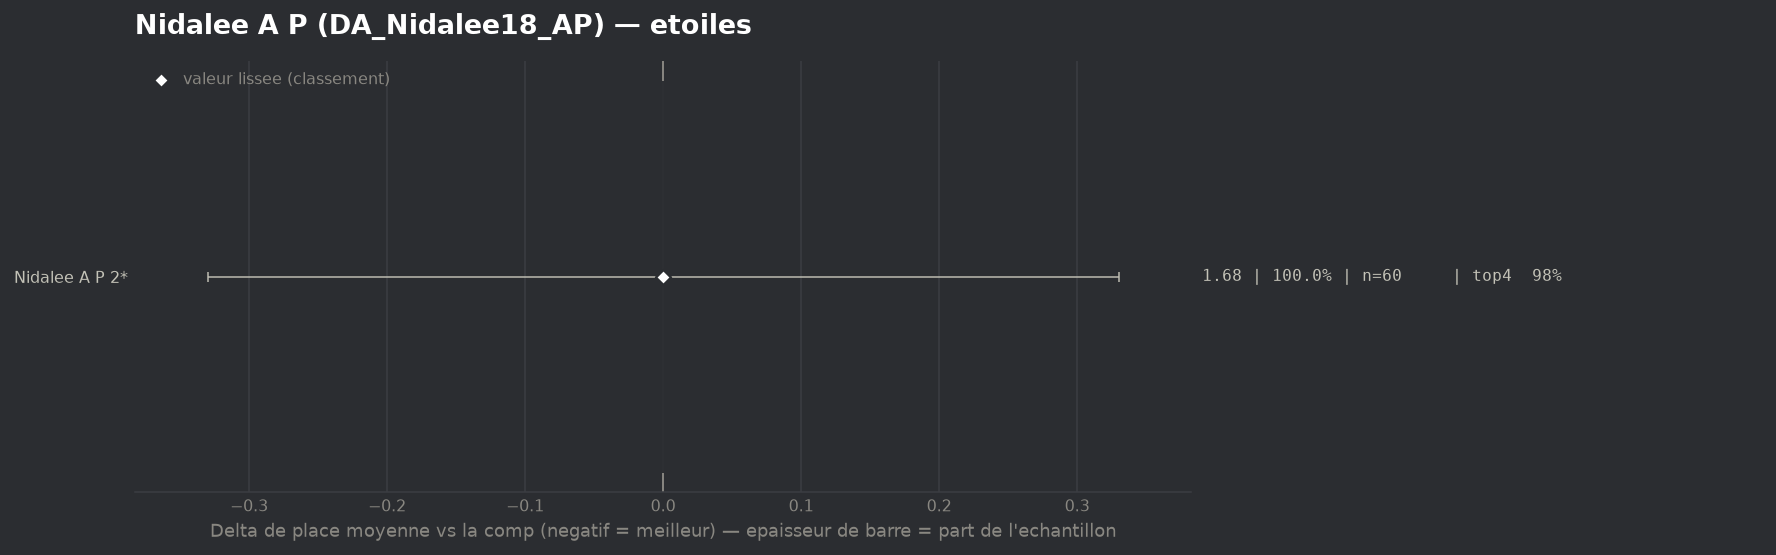 Nidalee A P (DA_Nidalee18_AP) — etoiles
valeur lissee (classement)
Nidalee A P 2*
1.68 | 100.0% | n=60     | top4  98%
−0.3 −0.2 −0.1 0.0 0.1 0.2 0.3
Delta de place moyenne vs la comp (negatif = meilleur) — epaisseur de barre = part de l'echantillon